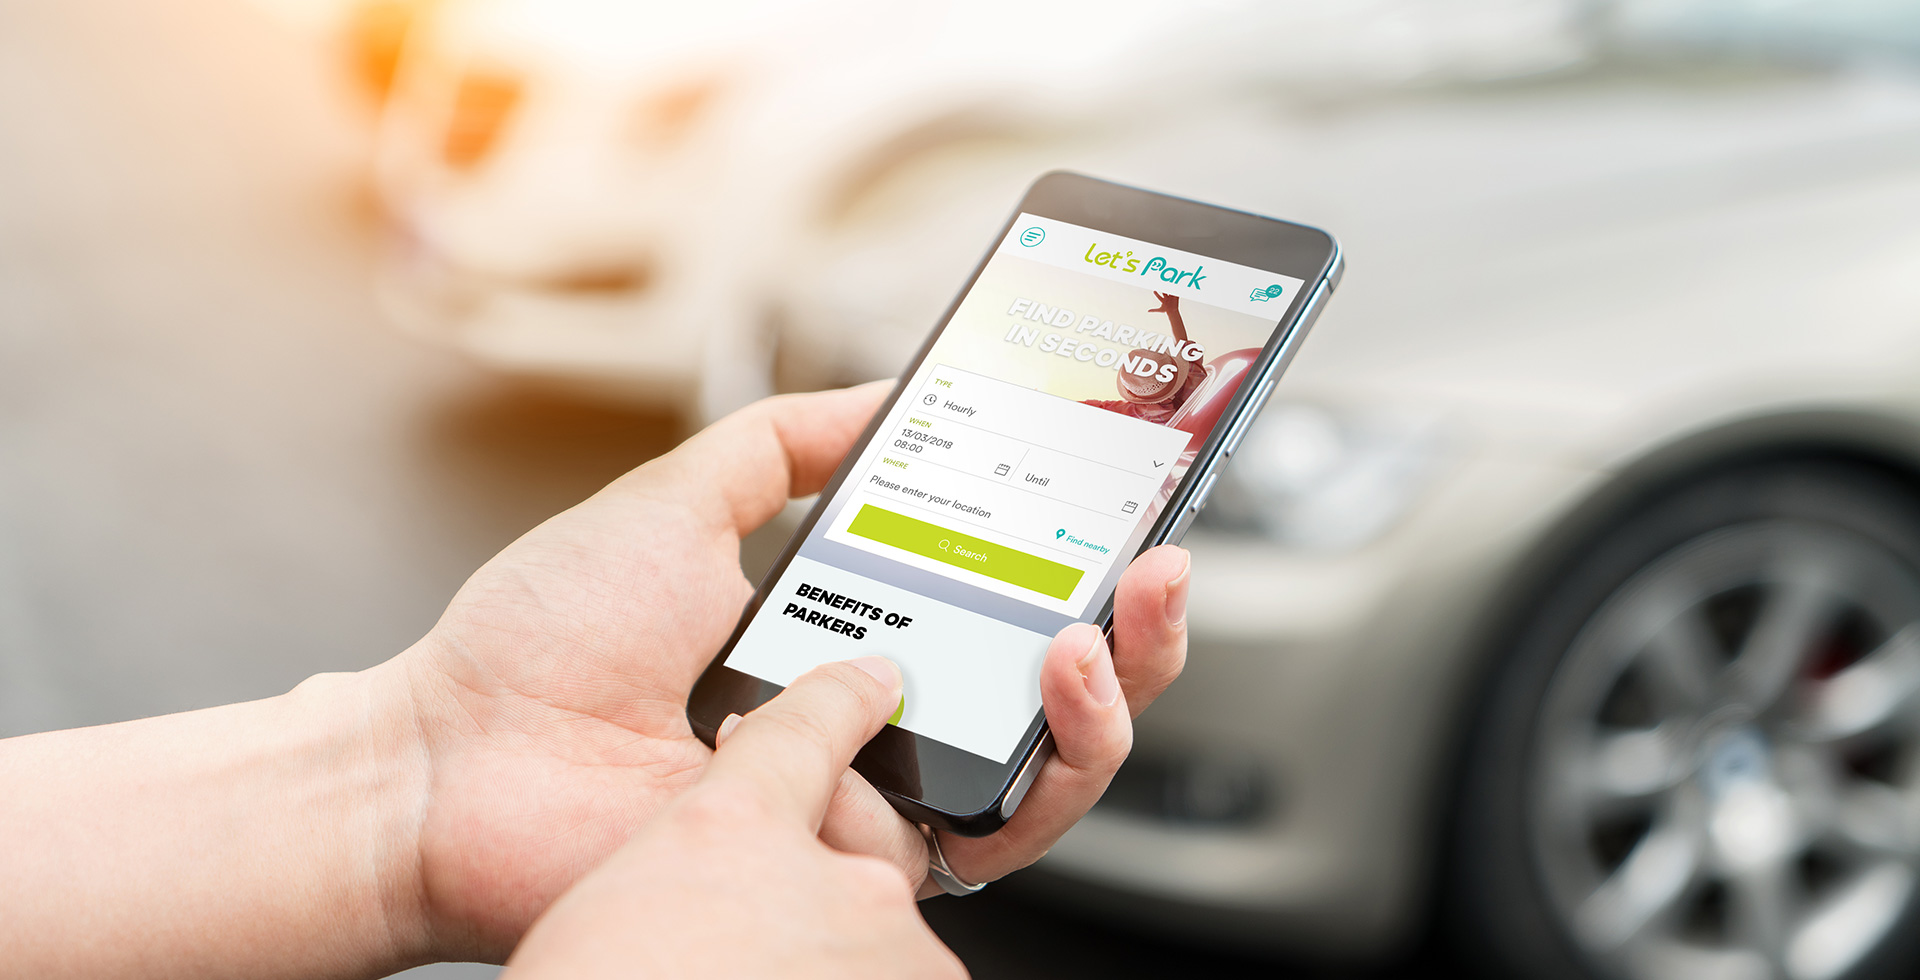 Let's Park
22
FIND PARKING
IN SECONDS
TYPE
Hourly
WHEN
13/03/2018
08:00
Until
WHERE
Please enter your location
Find nearby
Search
BENEFITS OF
PARKERS